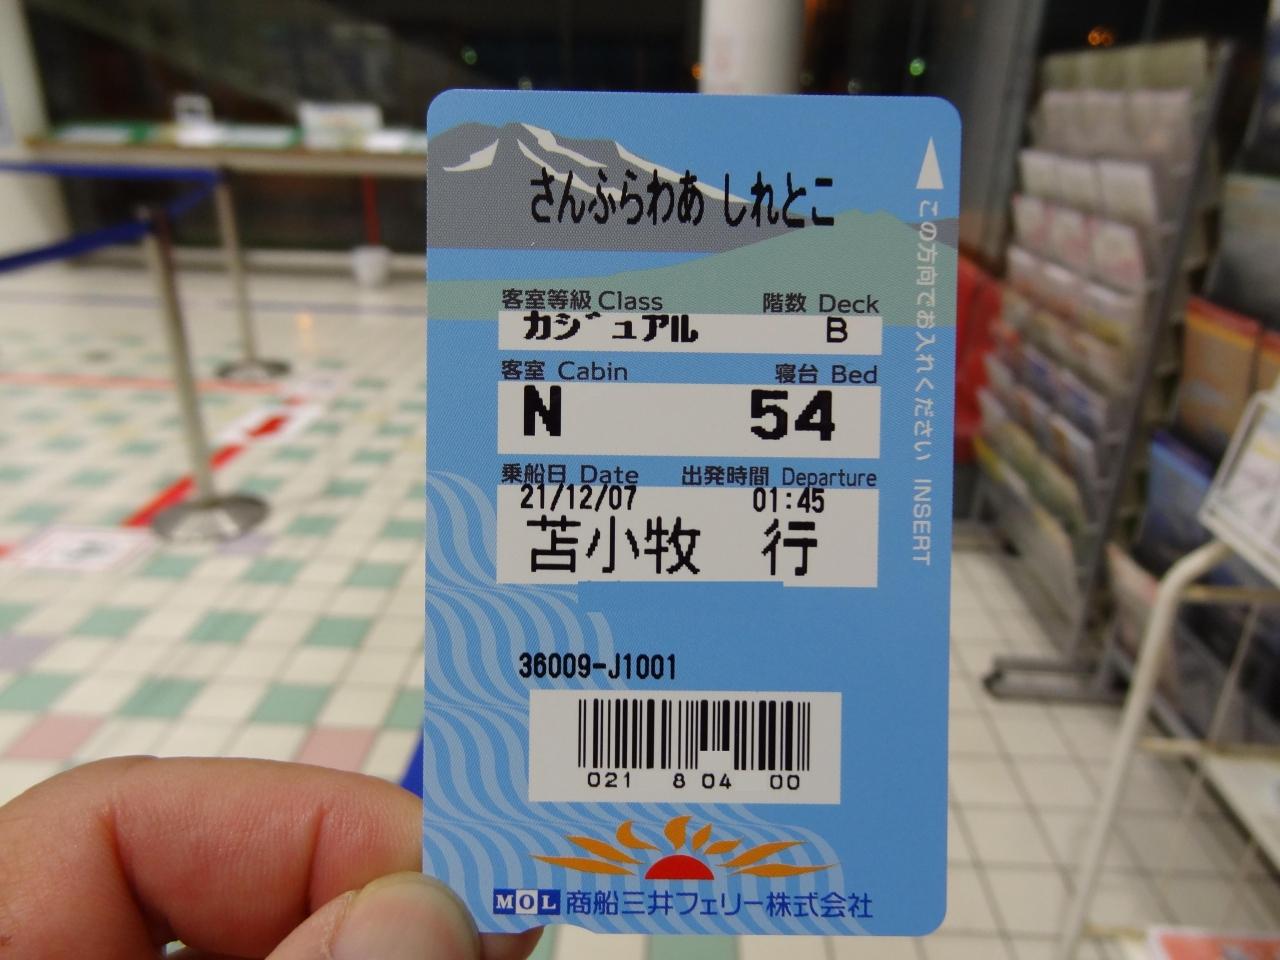 さんふらわあ しれとこ
客室等級 Class 階数 Deck
カジュアル B
客室 Cabin 寝台 Bed
N 54
乗船日 Date 出発時間 Departure
21/12/07 01:45
苫小牧 行
36009-J1001
021 8 04 00
MOL 商船三井フェリー株式会社
この方向でお入れください INSERT